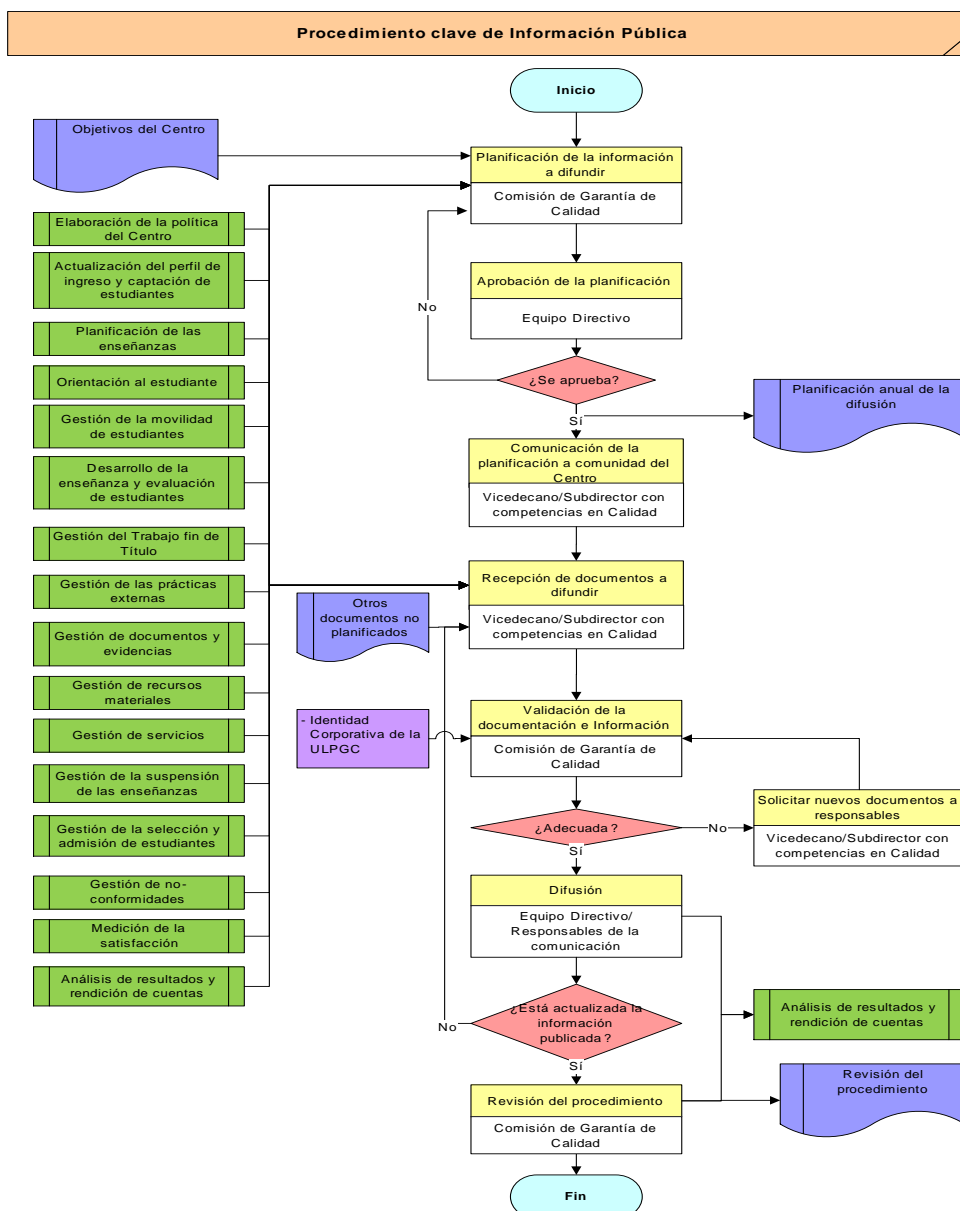 Procedimiento clave de Información Pública
Inicio
Objetivos del Centro
Planificación de la información
a difundir
Comisión de Garantía de
Calidad
Elaboración de la política
del Centro
Actualización del perfil de
ingreso y captación de
estudiantes
Aprobación de la planificación
Equipo Directivo
No
Planificación de las
enseñanzas
Orientación al estudiante
¿Se aprueba?
Sí
Planificación anual de la
difusión
Gestión de la movilidad
de estudiantes
Comunicación de la
planificación a comunidad del
Centro
Vicedecano/Subdirector con
competencias en Calidad
Desarrollo de la
enseñanza y evaluación
de estudiantes
Gestión del Trabajo fin de
Título
Gestión de las prácticas
externas
Recepción de documentos a
difundir
Vicedecano/Subdirector con
competencias en Calidad
Otros
documentos no
planificados
Gestión de documentos y
evidencias
Gestión de recursos
materiales
Gestión de servicios
- Identidad
Corporativa de la
ULPGC
Validación de la
documentación e Información
Comisión de Garantía de
Calidad
Gestión de la suspensión
de las enseñanzas
Gestión de la selección y
admisión de estudiantes
¿Adecuada?
No
Sí
Solicitar nuevos documentos a
responsables
Vicedecano/Subdirector con
competencias en Calidad
Gestión de no-
conformidades
Medición de la
satisfacción
Análisis de resultados y
rendición de cuentas
Difusión
Equipo Directivo/
Responsables de la
comunicación
¿Está actualizada la
información
publicada?
No
Sí
Análisis de resultados y
rendición de cuentas
Revisión del procedimiento
Comisión de Garantía de
Calidad
Revisión del
procedimiento
Fin